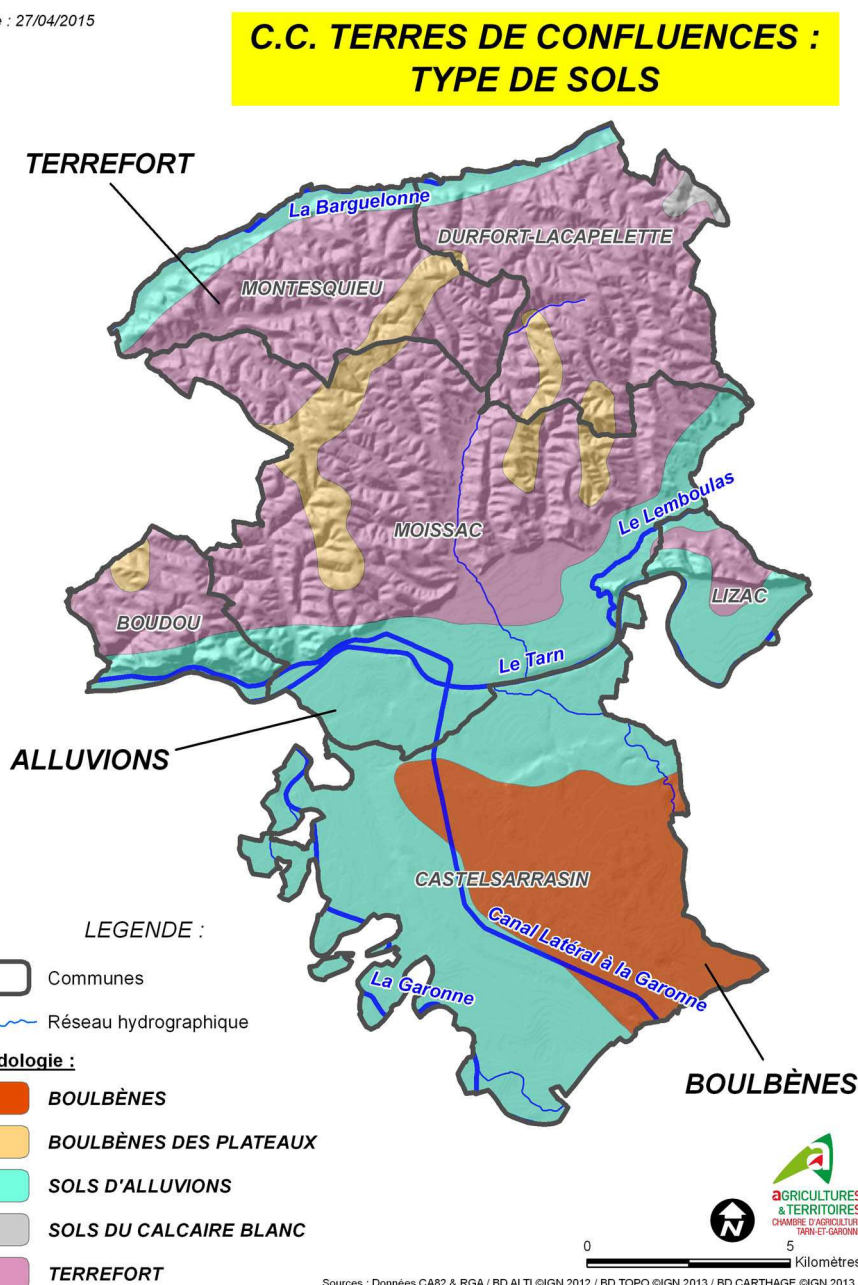 : 27/04/2015
C.C. TERRES DE CONFLUENCES :
TYPE DE SOLS
TERREFORT
La Barguelonne
DURFORT-LACAPELETTE
MONTESQUIEU
Le Lemboulas
MOISSAC
LIZAC
BOUDOU
Le Tarn
ALLUVIONS
CASTELSARRASIN
Canal Latéral à la Garonne
La Garonne
BOULBÈNES
LEGENDE :
Communes
Réseau hydrographique
dologie :
BOULBÈNES
BOULBÈNES DES PLATEAUX
SOLS D'ALLUVIONS
SOLS DU CALCAIRE BLANC
TERREFORT
N
0 5
Kilomètres
aGRICULTURES
& TERRITOIRES
CHAMBRE D'AGRICULTURE
TARN-ET-GARONNE
Sources : Données CA82 & RGA / BD ALTI ©IGN 2012 / BD TOPO ©IGN 2013 / BD CARTHAGE ©IGN 2013